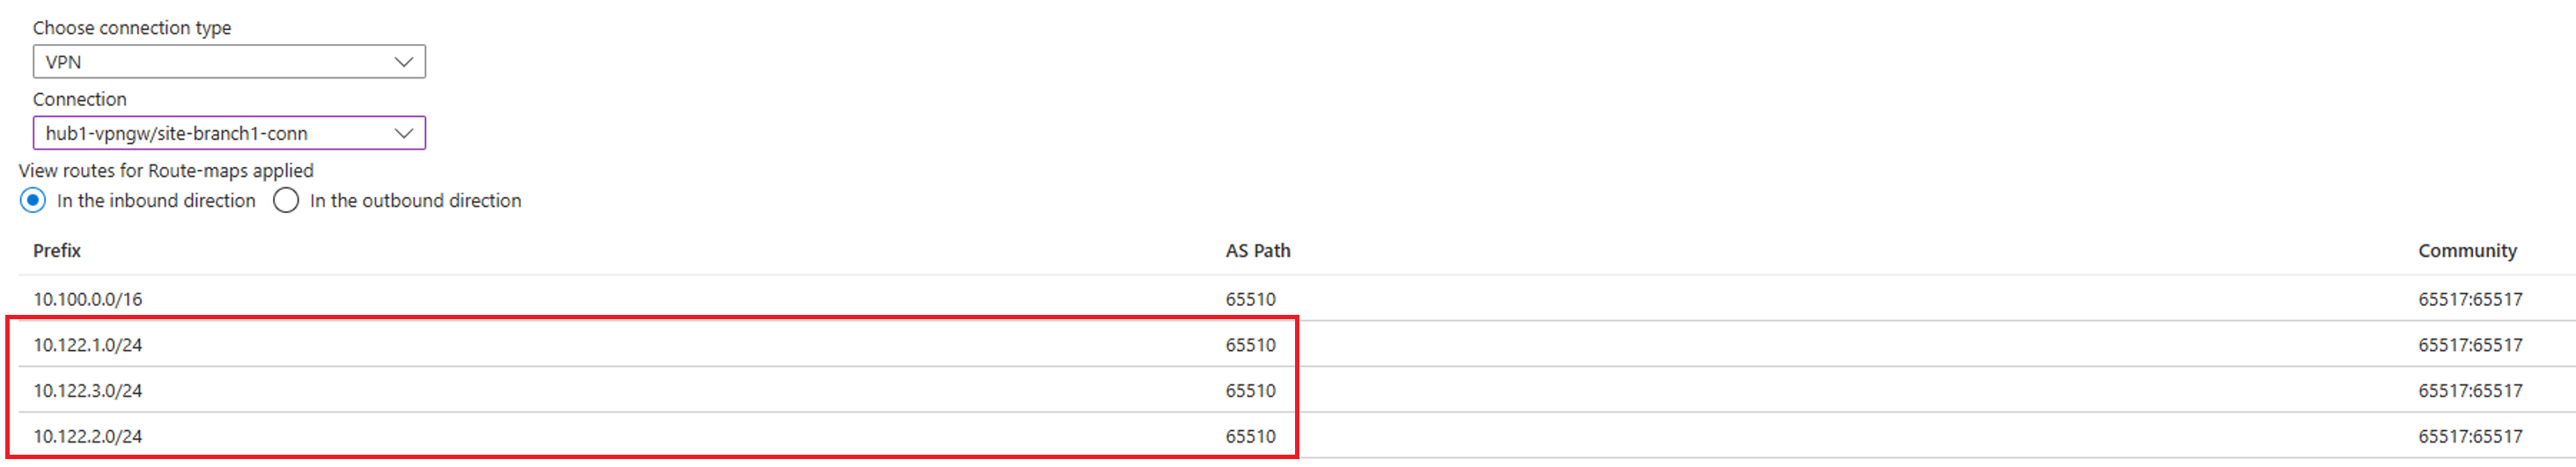 Choose connection type
VPN
Connection
hub1-vpngw/site-branch1-conn
View routes for Route-maps applied
In the inbound direction In the outbound direction
Prefix AS Path Community
10.100.0.0/16 65510 65517:65517
10.122.1.0/24 65510 65517:65517
10.122.3.0/24 65510 65517:65517
10.122.2.0/24 65510 65517:65517